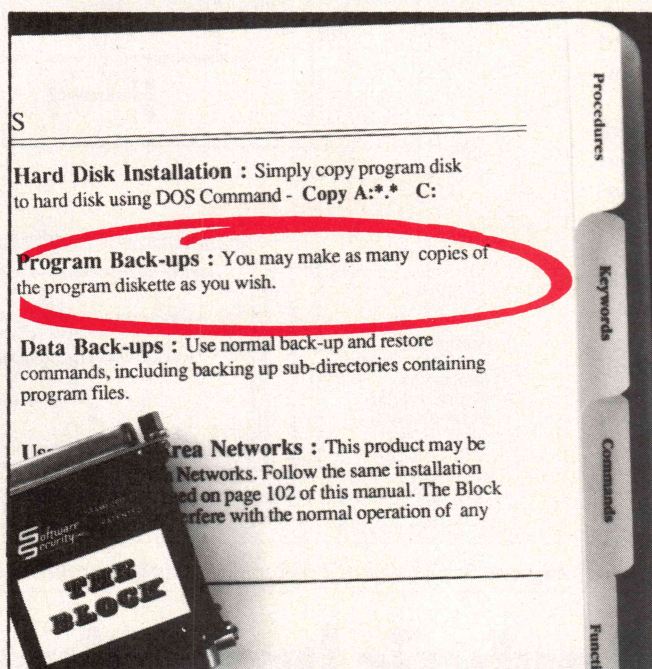 S
Hard Disk Installation : Simply copy program disk
to hard disk using DOS Command - Copy A:*.* C:
Program Back-ups : You may make as many copies of
the program diskette as you wish.
Data Back-ups : Use normal back-up and restore
commands, including backing up sub-directories containing
program files.
rea Networks : This product may be
Networks. Follow the same installation
on page 102 of this manual. The Block
with the normal operation of any
Software
Security
THE
BLOCK
Procedures
Keywords
Commands
Funct